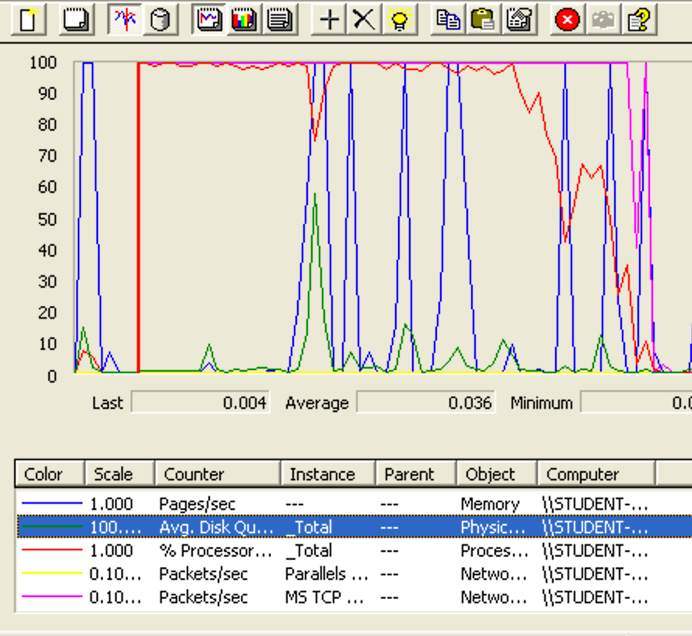 100
90
80
70
60
50
40
30
20
10
0
Last 0.004 Average 0.036 Minimum 0.0
Color Scale Counter Instance Parent Object Computer
1.000 Pages/sec --- --- Memory \\STUDENT-...
100.... Avg. Disk Qu... _Total --- Physic... \\STUDENT-...
1.000 % Processor... _Total --- Proces... \\STUDENT-...
0.10... Packets/sec Parallels ... --- Netwo... \\STUDENT-...
0.10... Packets/sec MS TCP ... --- Netwo... \\STUDENT-...